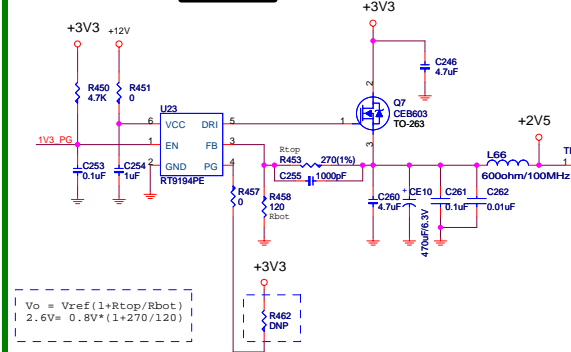 +3V3
+3V3
+12V
R450
4.7K
R451
0
C246
4.7uF
2
Q7
CEB603
TO-263
1
3
U23
6
VCC
DRI
5
1V3_PG
1
EN
FB
3
2
GND
PG
4
RT9194PE
C253
0.1uF
C254
1uF
+2V5
Rtop
R453
270(1%)
C255
1000pF
L66
600ohm/100MHz
1
R457
0
R458
120
Rbot
C260
4.7uF
+
CE10
470uF/6.3V
C261
0.1uF
C262
0.01uF
+3V3
R462
DNP
Vo = Vref(1+Rtop/Rbot)
2.6V= 0.8V*(1+270/120)